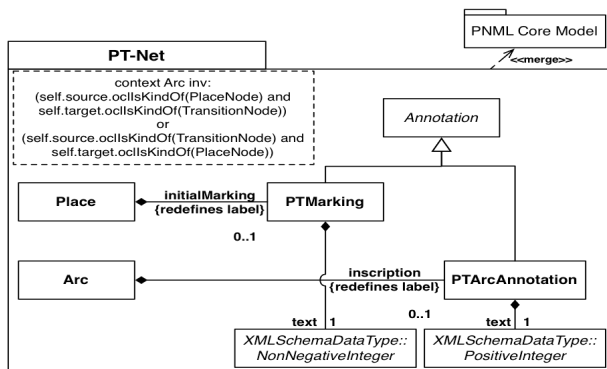 PNML Core Model
<<merge>>
PT-Net
context Arc inv:
(self.source.oclIsKindOf(PlaceNode) and
self.target.oclIsKindOf(TransitionNode))
or
(self.source.oclIsKindOf(TransitionNode) and
self.target.oclIsKindOf(PlaceNode))
Annotation
Place
initialMarking
{redefines label}
PTMarking
0..1
Arc
inscription
{redefines label}
PTArcAnnotation
0..1
text 1
text 1
XMLSchemaDataType::
NonNegativeInteger
XMLSchemaDataType::
PositiveInteger